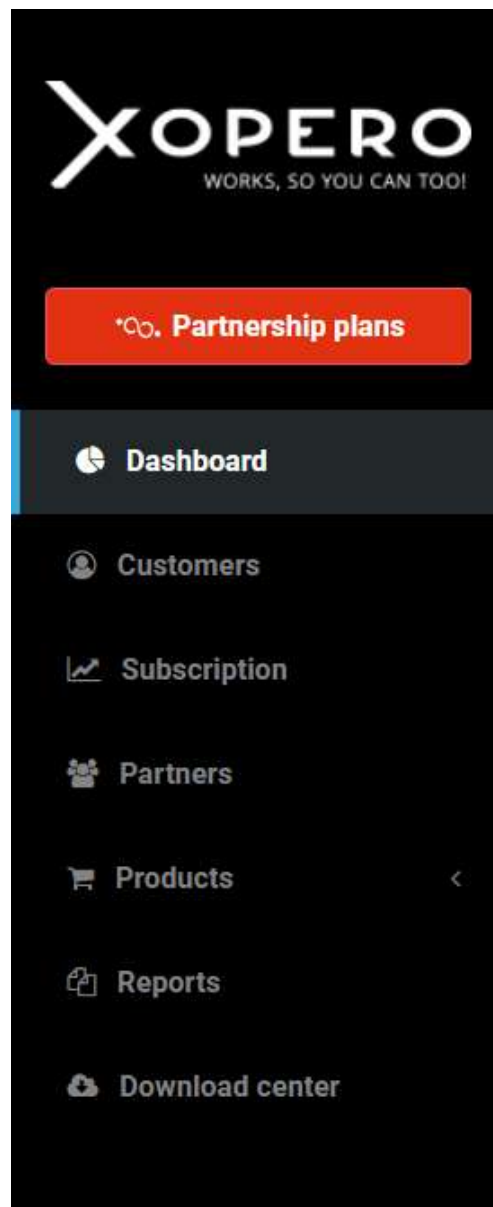 XOPERO
WORKS, SO YOU CAN TOO!
Partnership plans
Dashboard
Customers
Subscription
Partners
Products
Reports
Download center